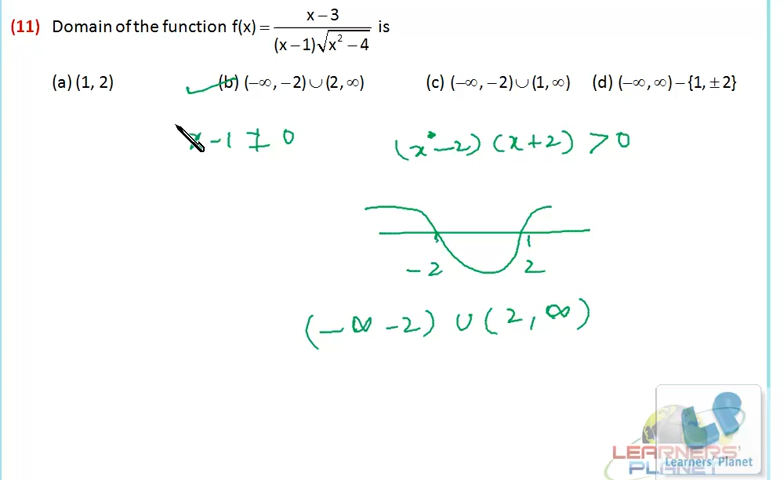 (11) Domain of the function f(x) = x − 3 / (x − 1)√x² − 4 is
(a) (1, 2) (b) (−∞, −2) ∪ (2, ∞) (c) (−∞, −2) ∪ (1, ∞) (d) (−∞, ∞) − {1, ± 2}
x − 1 ≠ 0 (x − 2) (x + 2) > 0
−2 2
(−∞ −2) ∪ (2, ∞)
LEARNERS' PLANET
Learners' Planet